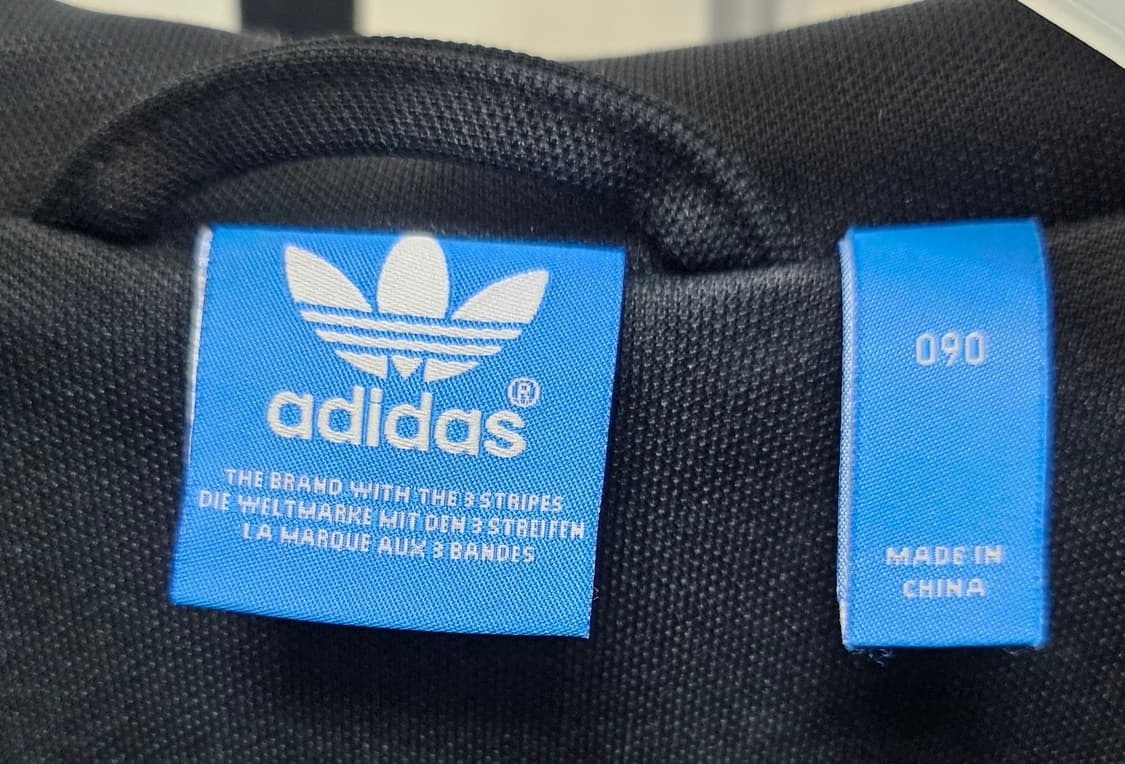 adidas®
THE BRAND WITH THE 3 STRIPES
DIE WELTMARKE MIT DEN 3 STREIFEN
LA MARQUE AUX 3 BANDES
090
MADE IN
CHINA